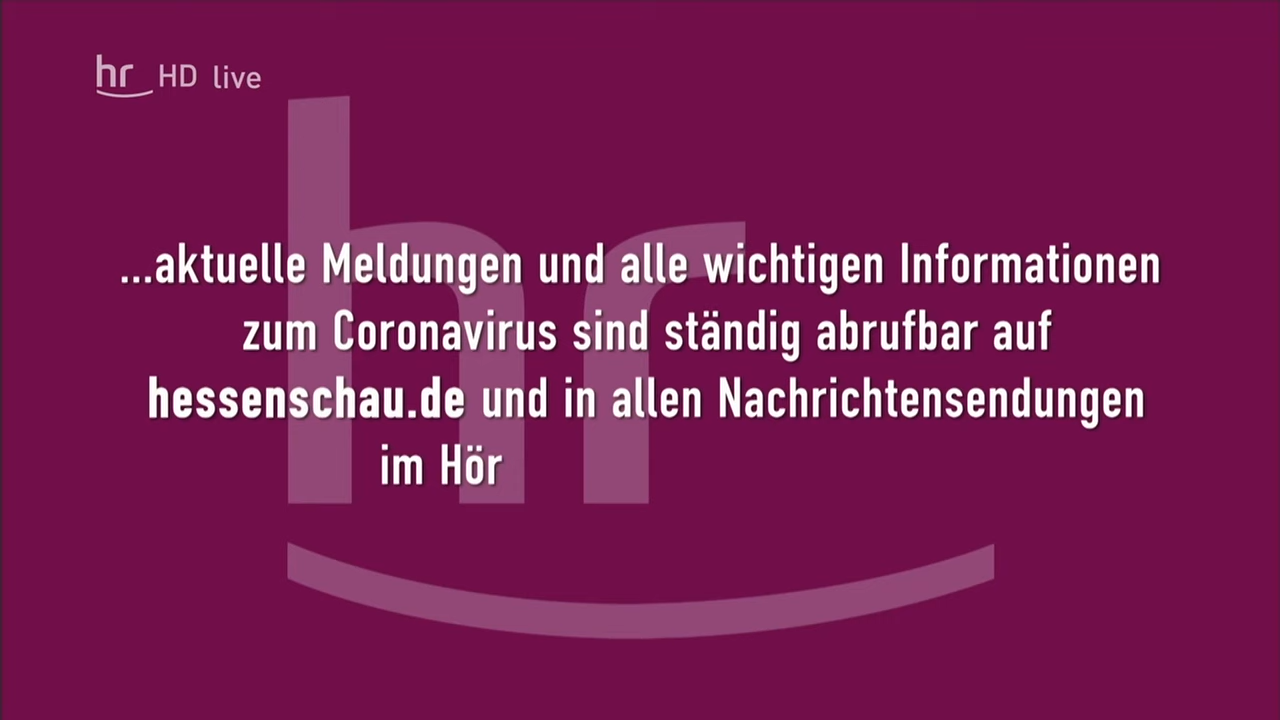 hr HD live
hr
...aktuelle Meldungen und alle wichtigen Informationen
zum Coronavirus sind ständig abrufbar auf
hessenschau.de und in allen Nachrichtensendungen
im Hör